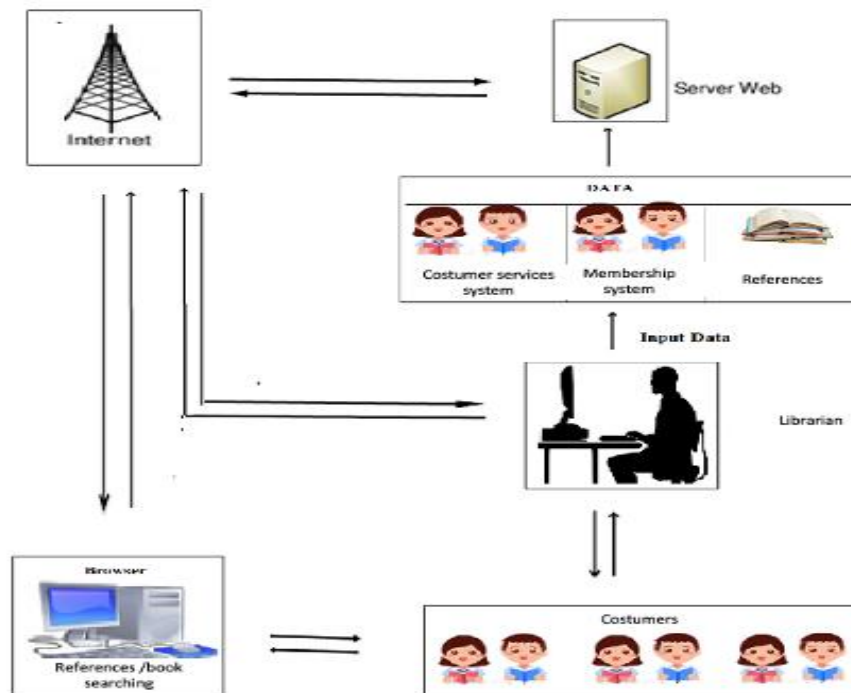 Internet
Server Web
DATA
Costumer services
system
Membership
system
References
Input Data
Librarian
Browser
References /book
searching
Costumers